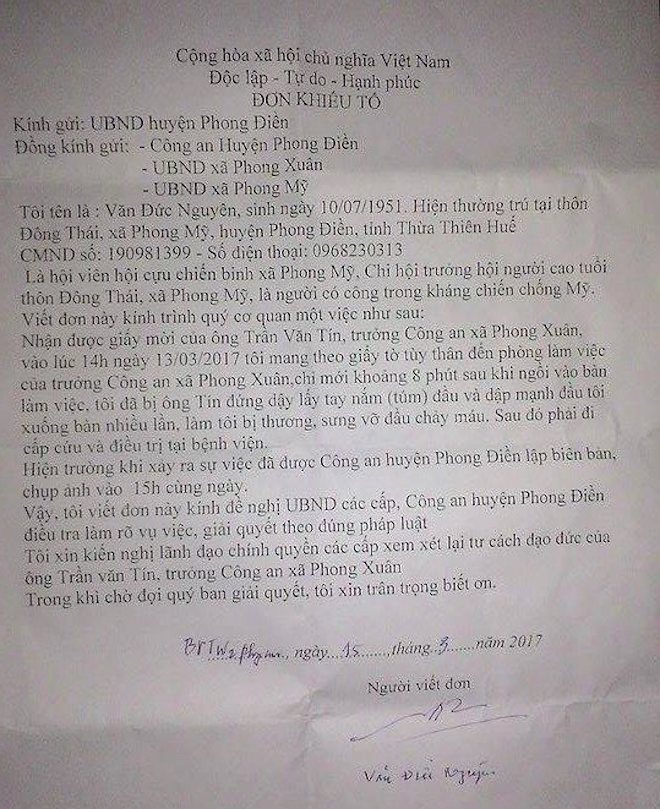 Cộng hòa xã hội chủ nghĩa Việt Nam
Độc lập - Tự do - Hạnh phúc
ĐƠN KHIẾU TỐ
Kính gửi: UBND huyện Phong Điền
Đồng kính gửi: - Công an Huyện Phong Điền
- UBND xã Phong Xuân
- UBND xã Phong Mỹ
Tôi tên là : Văn Đức Nguyên, sinh ngày 10/07/1951. Hiện thường trú tại thôn
Đông Thái, xã Phong Mỹ, huyện Phong Điền, tỉnh Thừa Thiên Huế
CMND số: 190981399 - Số điện thoại: 0968230313
Là hội viên hội cựu chiến binh xã Phong Mỹ, Chi hội trưởng hội người cao tuổi
thôn Đông Thái, xã Phong Mỹ, là người có công trong kháng chiến chống Mỹ.
Viết đơn này kính trình quý cơ quan một việc như sau:
Nhận được giấy mời của ông Trần Văn Tín, trưởng Công an xã Phong Xuân,
vào lúc 14h ngày 13/03/2017 tôi mang theo giấy tờ tùy thân đến phòng làm việc
của trưởng Công an xã Phong Xuân,chỉ mới khoảng 8 phút sau khi ngồi vào bàn
làm việc, tôi đã bị ông Tín đứng dậy lấy tay nắm (túm) đầu và dập mạnh đầu tôi
xuống bàn nhiều lần, làm tôi bị thương, sưng vỡ đầu chảy máu. Sau đó phải đi
cấp cứu và điều trị tại bệnh viện.
Hiện trường khi xảy ra sự việc đã được Công an huyện Phong Điền lập biên bản,
chụp ảnh vào 15h cùng ngày.
Vậy, tôi viết đơn này kính đề nghị UBND các cấp, Công an huyện Phong Điền
điều tra làm rõ vụ việc, giải quyết theo đúng pháp luật
Tôi xin kiến nghị lãnh đạo chính quyền các cấp xem xét lại tư cách đạo đức của
ông Trần văn Tín, trưởng Công an xã Phong Xuân
Trong khi chờ đợi quý ban giải quyết, tôi xin trân trọng biết ơn.
ngày 15, tháng 3 năm 2017
Người viết đơn
Văn Đức Nguyên